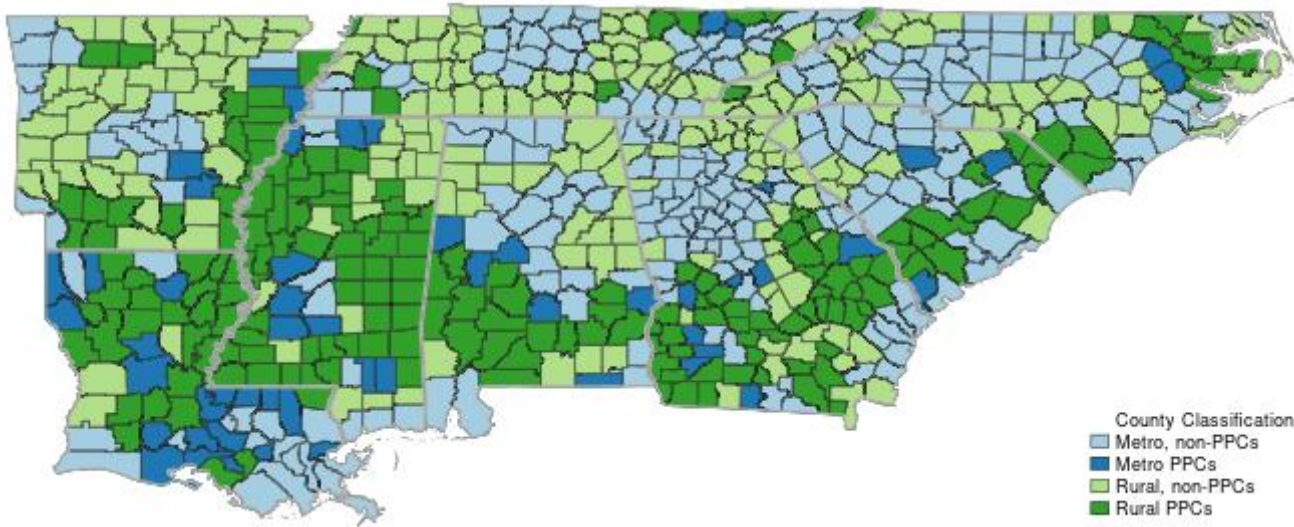 County Classification
Metro, non-PPCs
Metro PPCs
Rural, non-PPCs
Rural PPCs